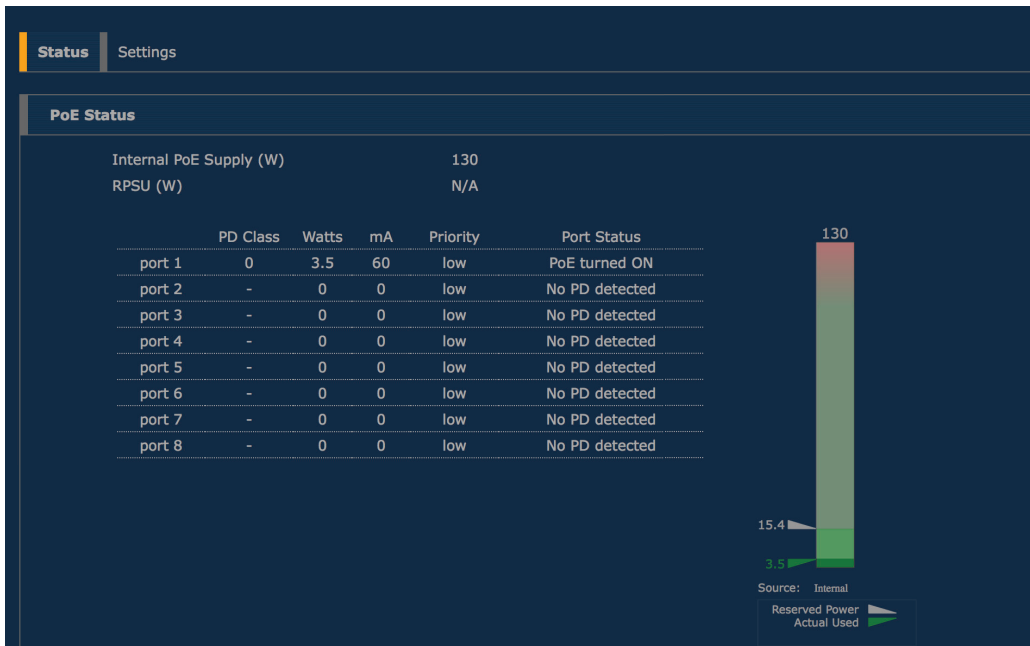 Status Settings
PoE Status
Internal PoE Supply (W) 130
RPSU (W) N/A
PD Class Watts mA Priority Port Status
port 1 0 3.5 60 low PoE turned ON
port 2 - 0 0 low No PD detected
port 3 - 0 0 low No PD detected
port 4 - 0 0 low No PD detected
port 5 - 0 0 low No PD detected
port 6 - 0 0 low No PD detected
port 7 - 0 0 low No PD detected
port 8 - 0 0 low No PD detected
130
15.4
3.5
Source: Internal
Reserved Power
Actual Used